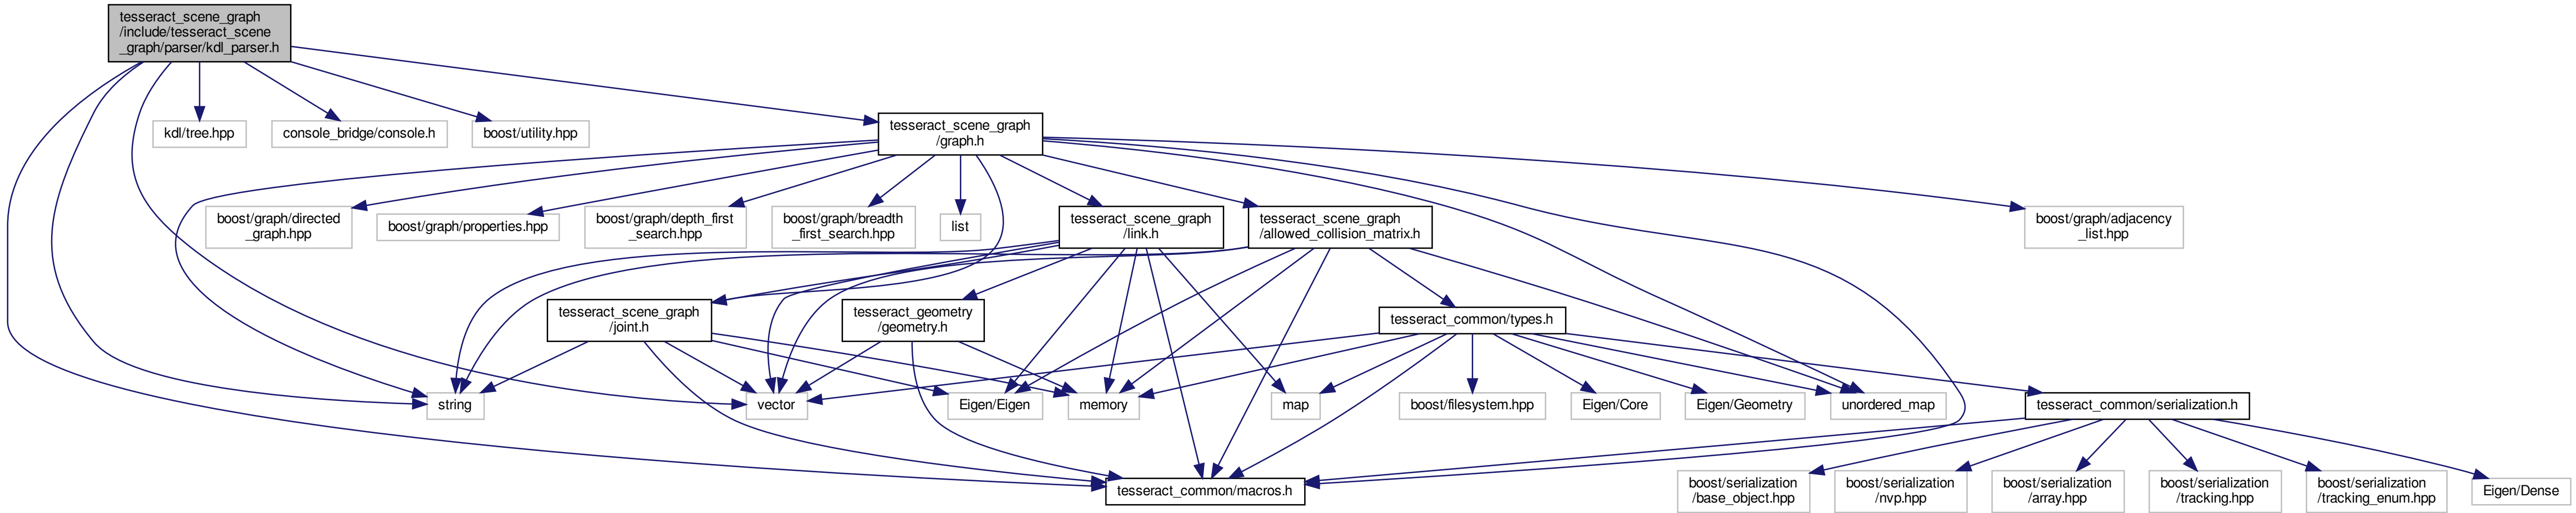 tesseract_scene_graph
/include/tesseract_scene
_graph/parser/kdl_parser.h
kdl/tree.hpp
console_bridge/console.h
boost/utility.hpp
tesseract_scene_graph
/graph.h
boost/graph/directed
_graph.hpp
boost/graph/properties.hpp
boost/graph/depth_first
_search.hpp
boost/graph/breadth
_first_search.hpp
list
tesseract_scene_graph
/link.h
tesseract_scene_graph
/allowed_collision_matrix.h
boost/graph/adjacency
_list.hpp
tesseract_scene_graph
/joint.h
tesseract_geometry
/geometry.h
tesseract_common/types.h
string
vector
Eigen/Eigen
memory
map
boost/filesystem.hpp
Eigen/Core
Eigen/Geometry
unordered_map
tesseract_common/serialization.h
tesseract_common/macros.h
boost/serialization
/base_object.hpp
boost/serialization
/nvp.hpp
boost/serialization
/array.hpp
boost/serialization
/tracking.hpp
boost/serialization
/tracking_enum.hpp
Eigen/Dense